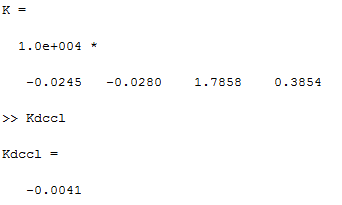 K =
1.0e+004 *
-0.0245 -0.0280 1.7858 0.3854
>> Kdccl
Kdccl =
-0.0041